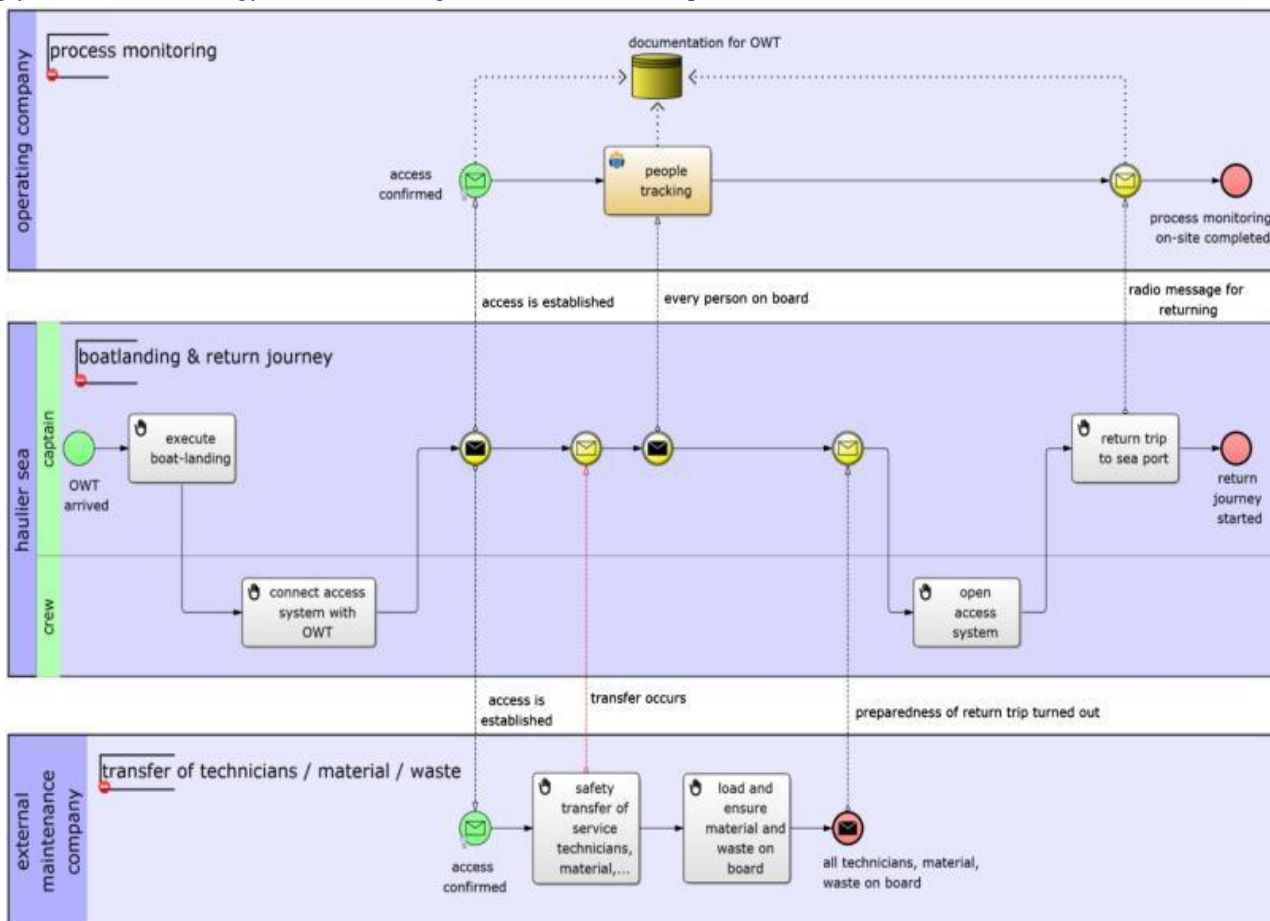 documentation for OWT
process monitoring
operating company
access
confirmed
people
tracking
process monitoring
on-site completed
access is established
every person on board
radio message for
returning
boatlanding & return journey
haulier sea
captain
execute
boat-landing
OWT
arrived
return trip
to sea port
return
journey
started
crew
connect access
system with
OWT
open
access
system
access is
established
transfer occurs
preparedness of return trip turned out
external
maintenance
company
transfer of technicians / material / waste
access
confirmed
safety
transfer of
service
technicians,
material,...
load and
ensure
material and
waste on
board
all technicians, material,
waste on board